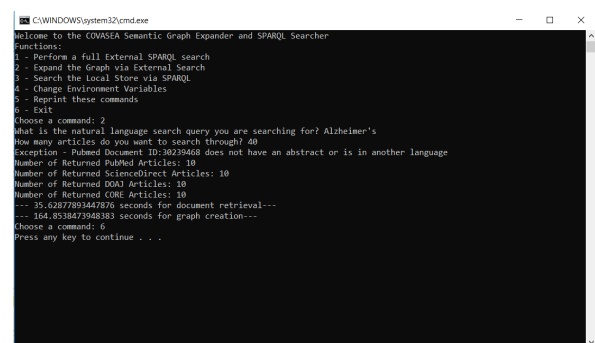 C:\WINDOWS\system32\cmd.exe
Welcome to the COVASEA Semantic Graph Expander and SPARQL Searcher
Functions:
1 - Perform a full External SPARQL search
2 - Expand the Graph via External Search
3 - Search the Local Store via SPARQL
4 - Change Environment Variables
5 - Reprint these commands
6 - Exit
Choose a command: 2
What is the natural language search query you are searching for? Alzheimer's
How many articles do you want to search through? 40
Exception - Pubmed Document ID:30239468 does not have an abstract or is in another language
Number of Returned PubMed Articles: 10
Number of Returned ScienceDirect Articles: 10
Number of Returned DOAJ Articles: 10
Number of Returned CORE Articles: 10
--- 35.62877893447876 seconds for document retrieval---
--- 164.8538473948383 seconds for graph creation---
Choose a command: 6
Press any key to continue . . .